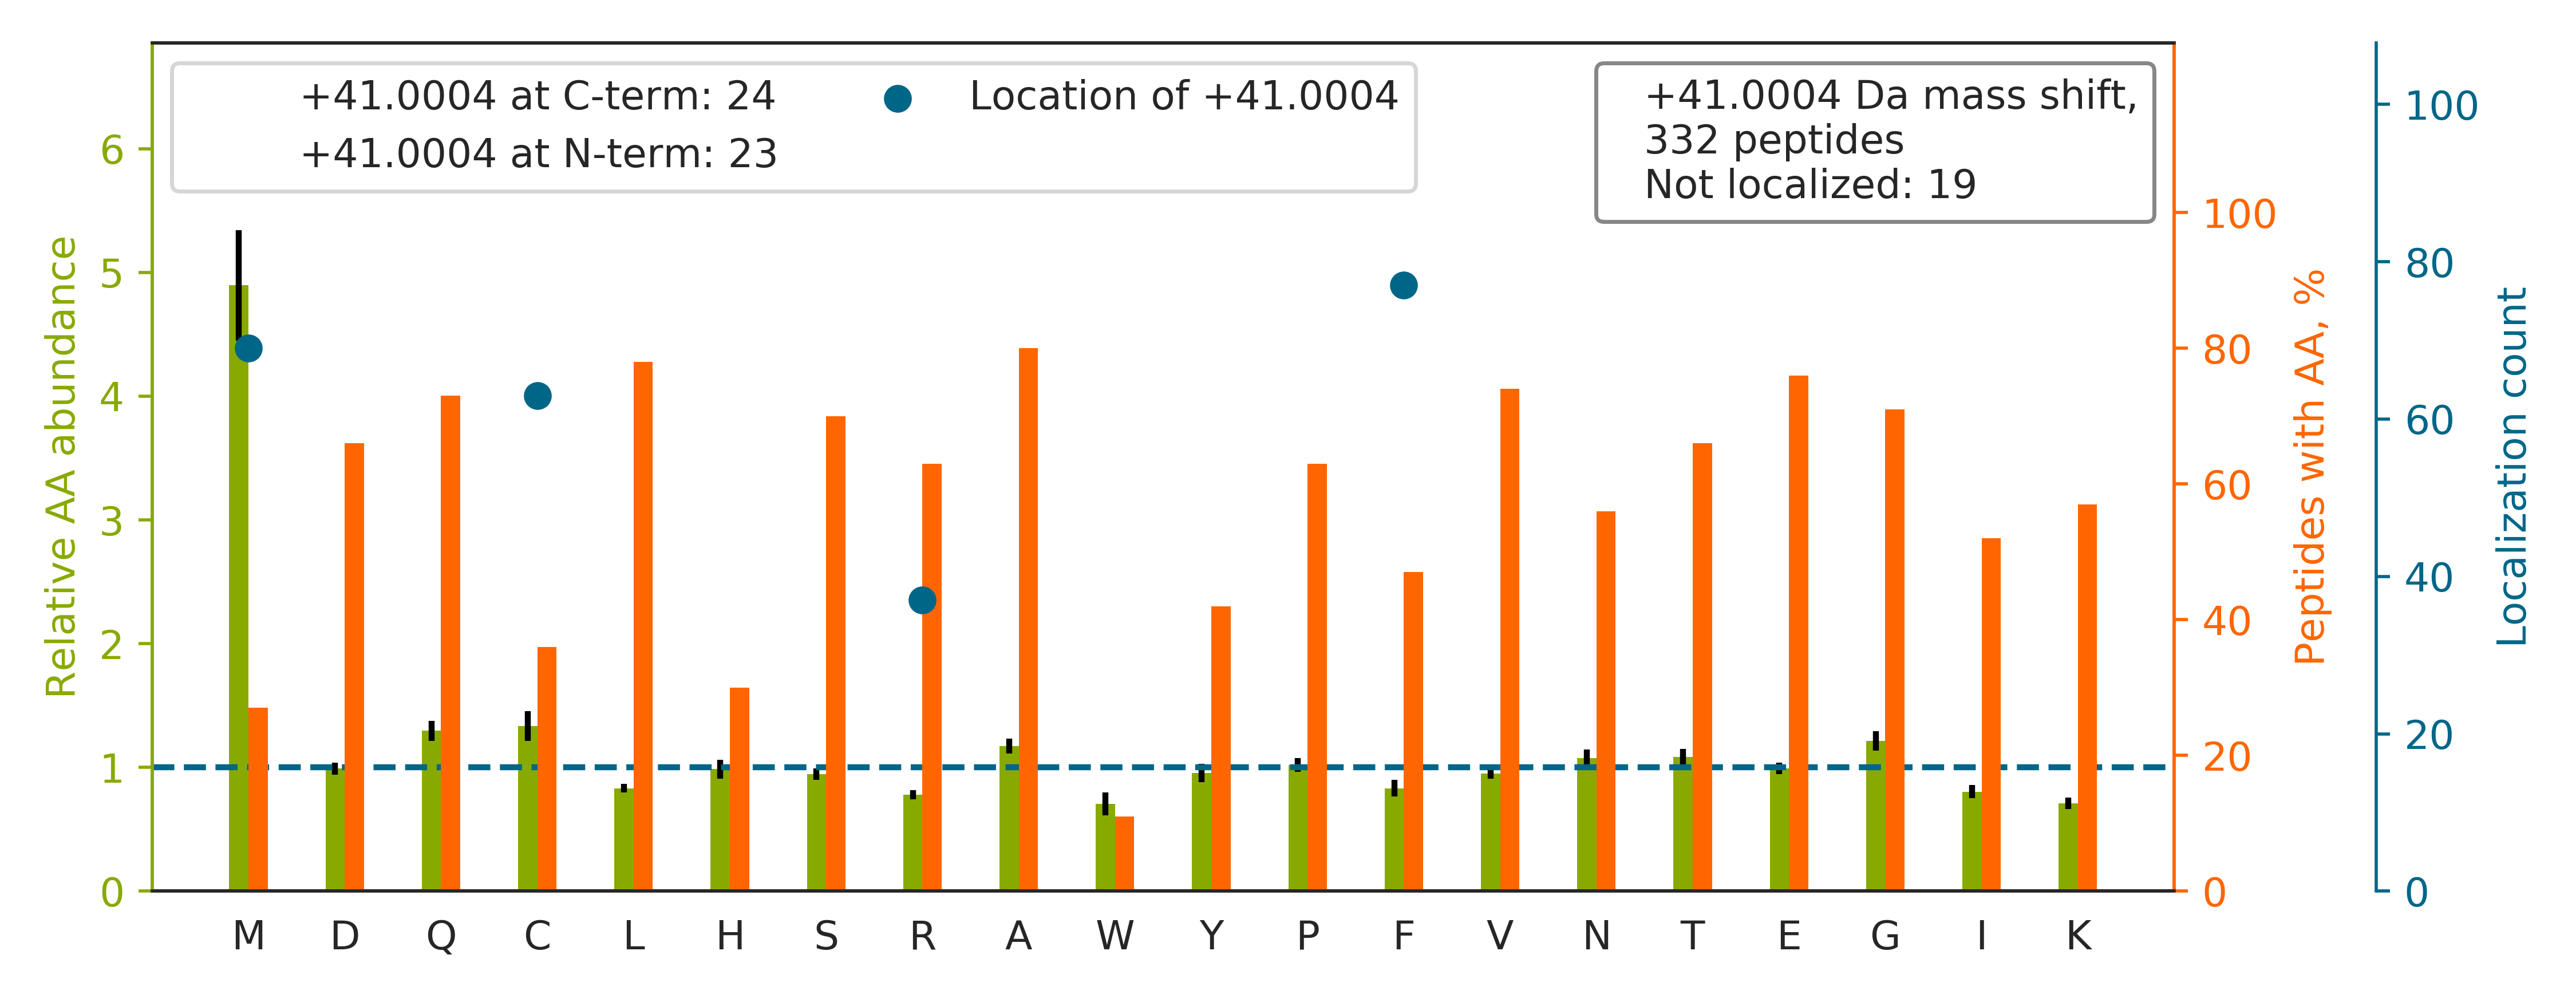 +41.0004 at C-term: 24
+41.0004 at N-term: 23
Location of +41.0004
+41.0004 Da mass shift,
332 peptides
Not localized: 19
Relative AA abundance
6
5
4
3
2
1
0
100
80
60
40
20
0
Peptides with AA, %
100
80
60
40
20
0
Localization count
M D Q C L H S R A W Y P F V N T E G I K